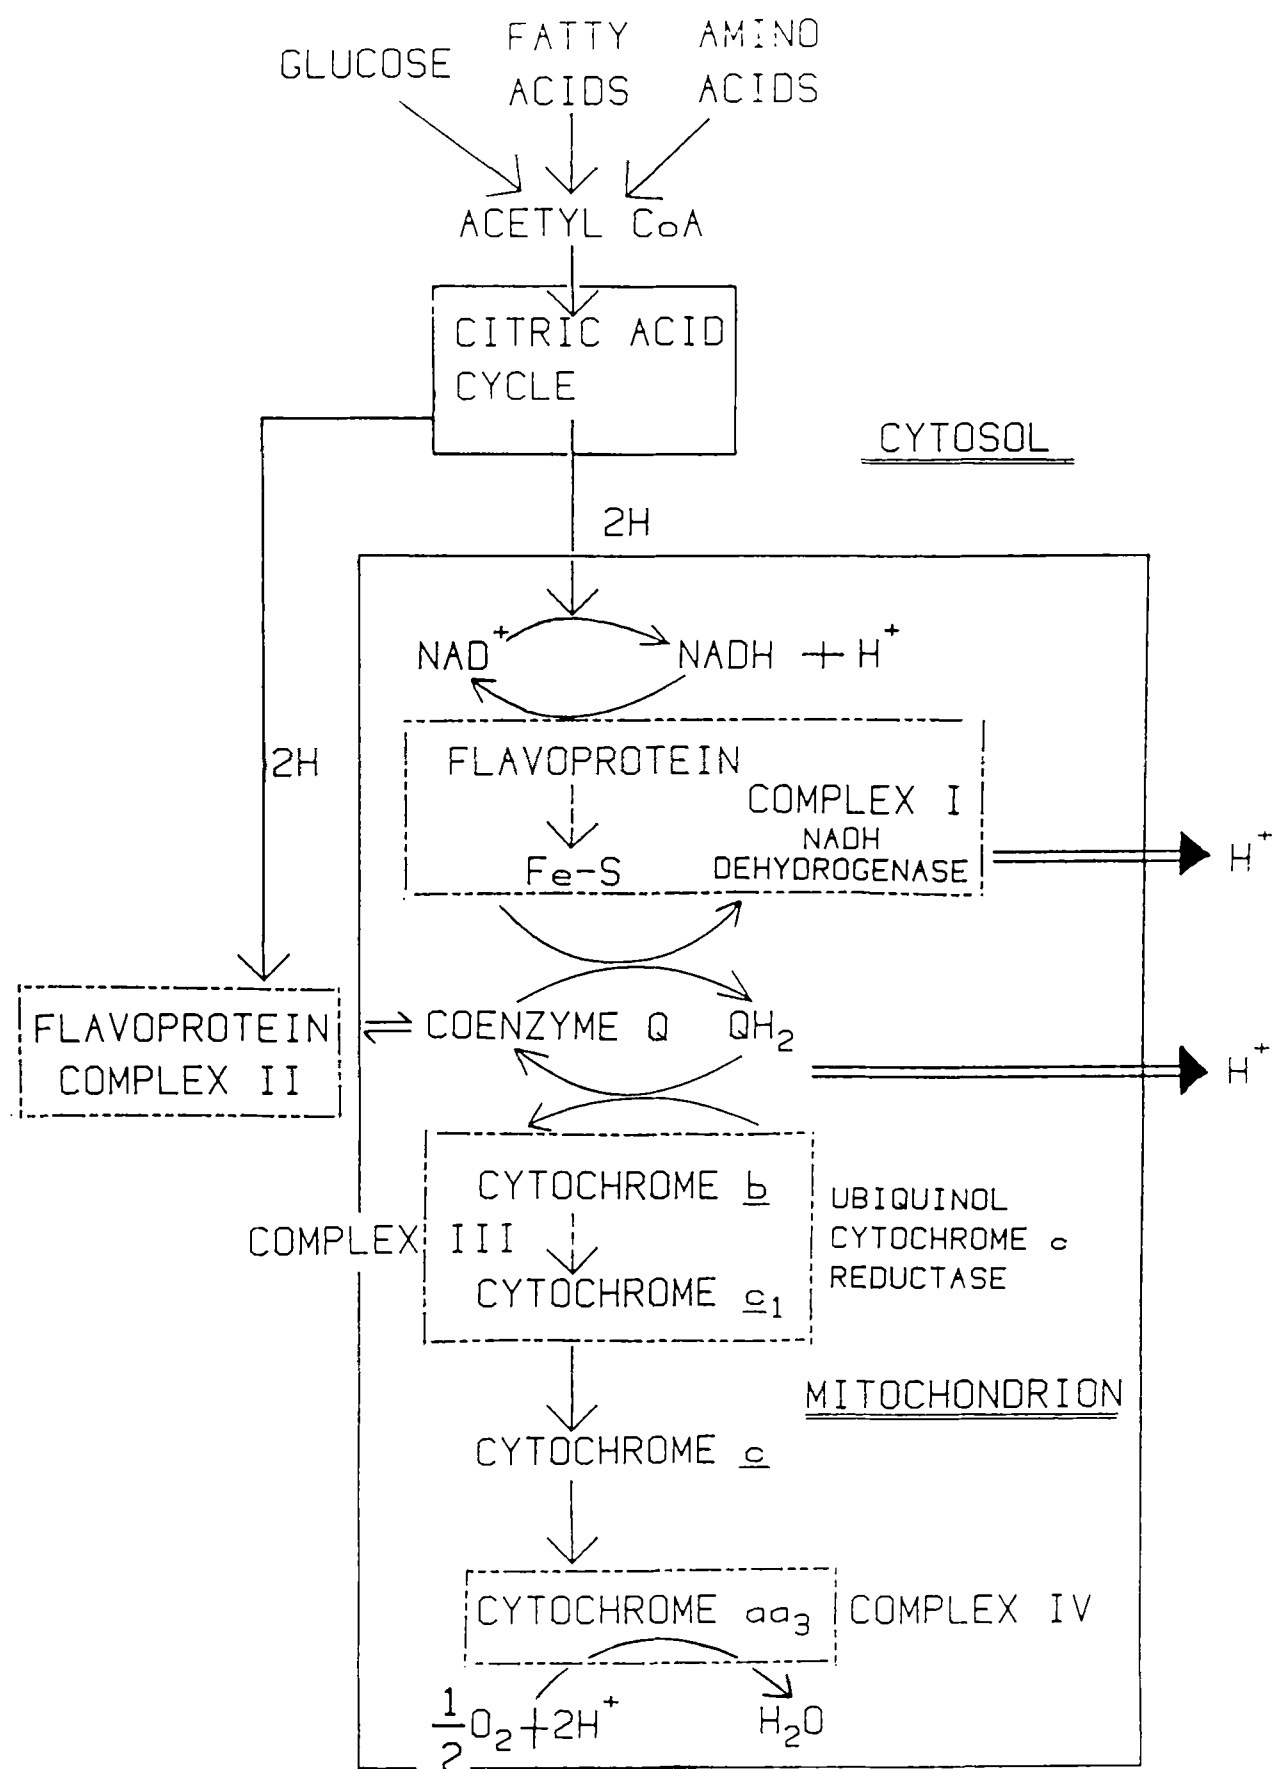 GLUCOSE
FATTY
ACIDS
AMINO
ACIDS
ACETYL CoA
CITRIC ACID
CYCLE
CYTOSOL
2H
NAD⁺
NADH + H⁺
2H
FLAVOPROTEIN
COMPLEX I
NADH
DEHYDROGENASE
Fe-S
H⁺
FLAVOPROTEIN
COMPLEX II
COENZYME Q
QH₂
H⁺
CYTOCHROME b
COMPLEX III
CYTOCHROME c₁
UBIQUINOL
CYTOCHROME c
REDUCTASE
MITOCHONDRION
CYTOCHROME c
CYTOCHROME aa₃
COMPLEX IV
1/2 O₂+2H⁺
H₂O